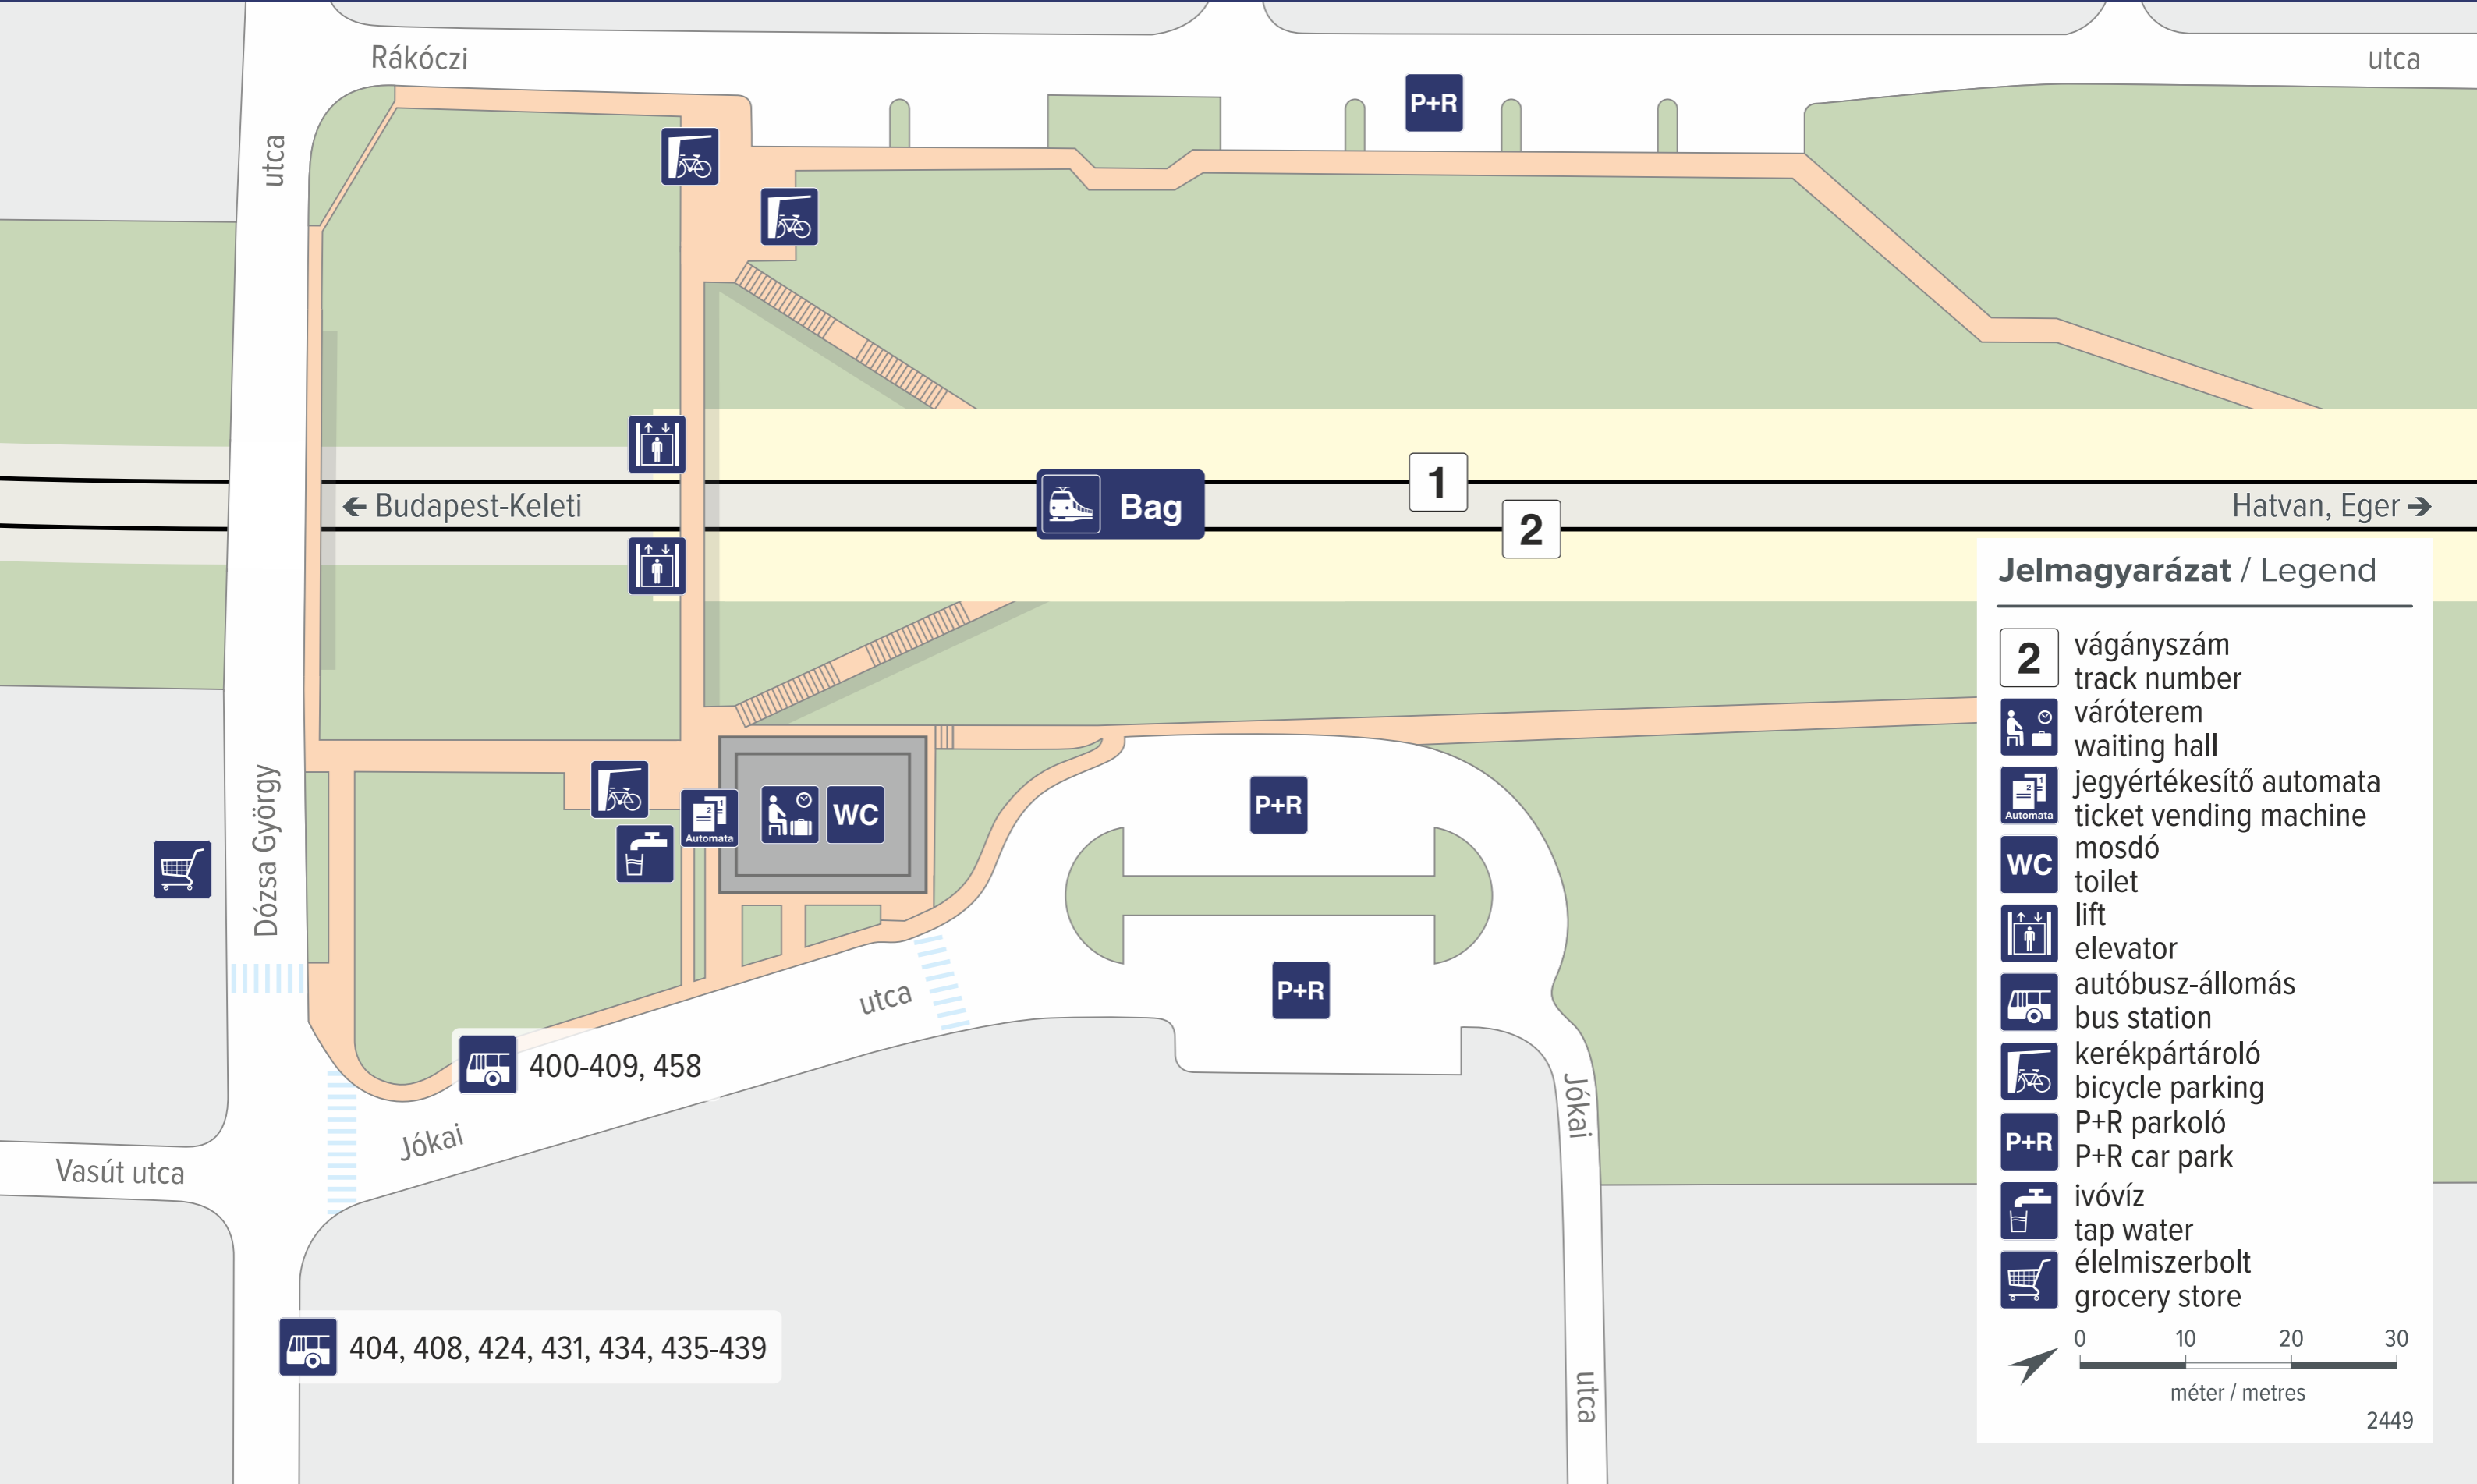 Rákóczi
utca
P+R
utca
← Budapest-Keleti
Bag
1
2
Hatvan, Eger →
Automata
WC
P+R
P+R
Dózsa György
utca
400-409, 458
Jókai
Jókai
utca
Vasút utca
404, 408, 424, 431, 434, 435-439
Jelmagyarázat / Legend
2
vágányszám
track number
váróterem
waiting hall
Automata
jegyértékesítő automata
ticket vending machine
WC
mosdó
toilet
lift
elevator
autóbusz-állomás
bus station
kerékpártároló
bicycle parking
P+R
P+R parkoló
P+R car park
ivóvíz
tap water
élelmiszerbolt
grocery store
0 10 20 30
méter / metres
2449